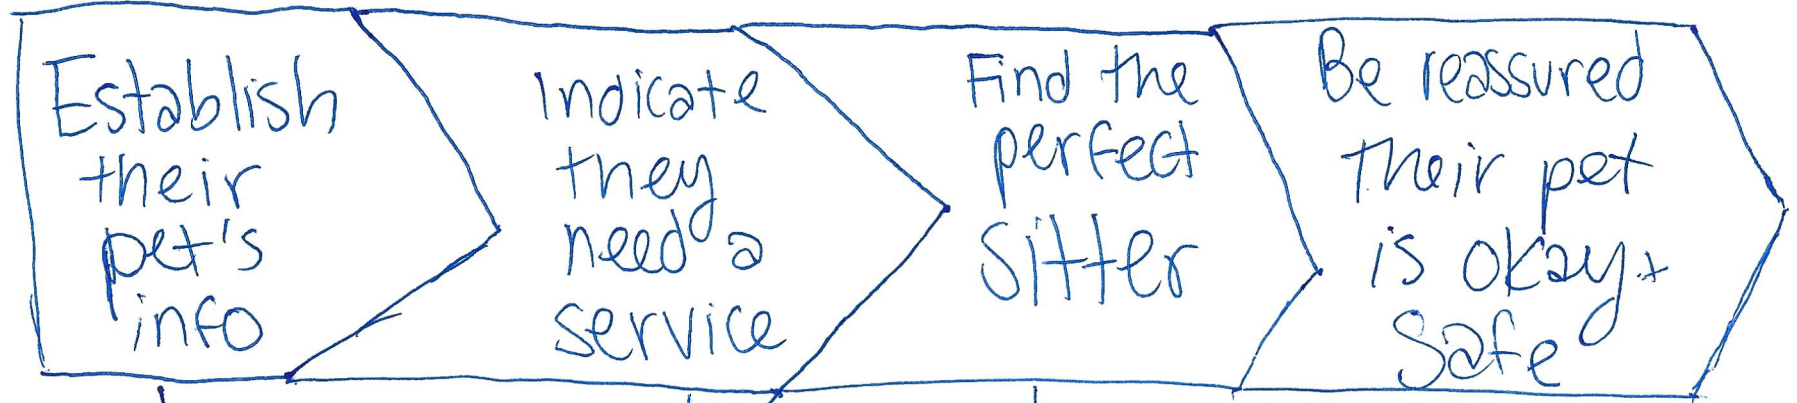 Establish
their
pet's
info
Indicate
they
need a
service
Find the
perfect
sitter
Be reassured
their pet
is okay +
safe